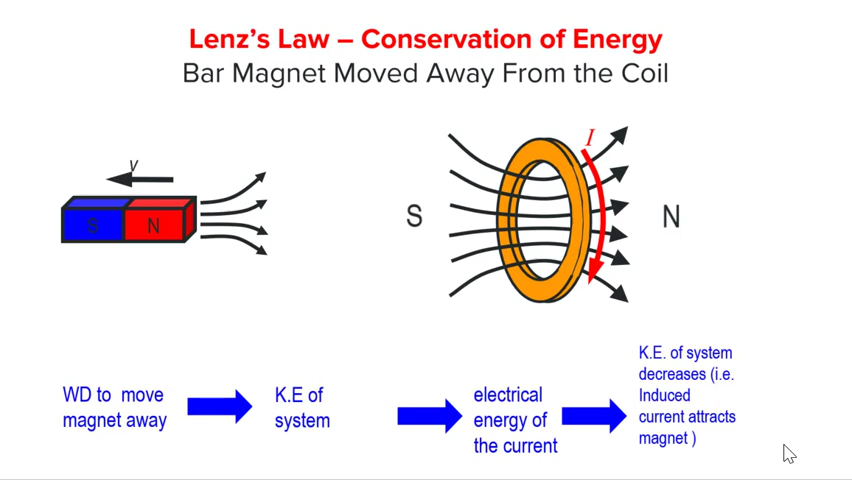 Lenz's Law – Conservation of Energy
Bar Magnet Moved Away From the Coil
v
S N
I
S
N
WD to move
magnet away
K.E of
system
electrical
energy of
the current
K.E. of system
decreases (i.e.
Induced
current attracts
magnet )